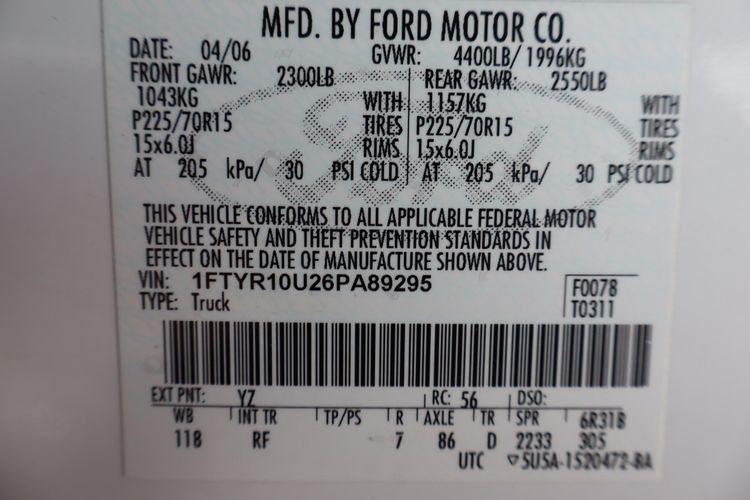 MFD. BY FORD MOTOR CO.
DATE: 04/06 GVWR: 4400LB/ 1996KG
FRONT GAWR: 2300LB REAR GAWR: 2550LB
1043KG WITH 1157KG WITH
P225/70R15 TIRES P225/70R15 TIRES
15x6.0J RIMS 15x6.0J RIMS
AT 205 kPa/ 30 PSI COLD AT 205 kPa/ 30 PSI COLD
THIS VEHICLE CONFORMS TO ALL APPLICABLE FEDERAL MOTOR
VEHICLE SAFETY AND THEFT PREVENTION STANDARDS IN
EFFECT ON THE DATE OF MANUFACTURE SHOWN ABOVE.
VIN: 1FTYR10U26PA89295 F0078
TYPE: Truck T0311
EXT PNT: YZ RC: 56 DSO:
WB INT TR TP/PS R AXLE TR SPR 6R31B
118 RF 7 86 D 2233 305
UTC ▽5U5A-1520472-BA
Ford